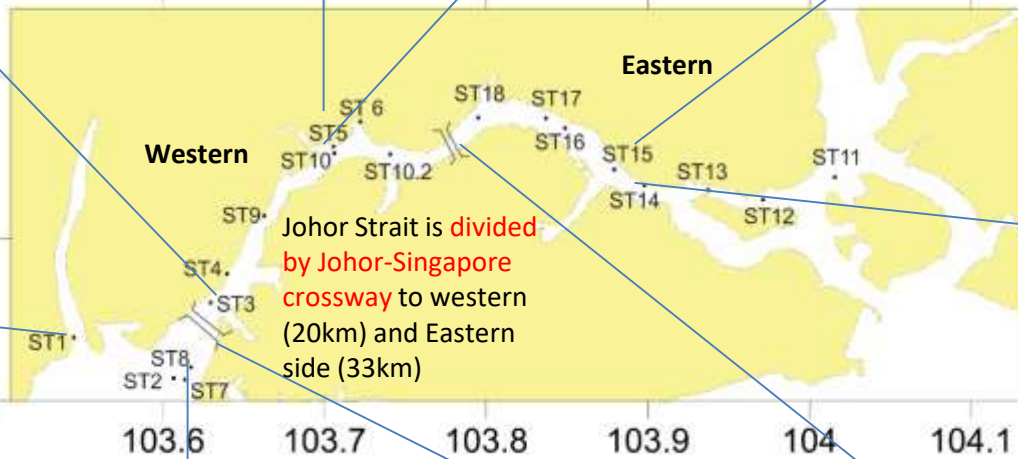 Eastern
ST18
ST17
ST 6
ST5
ST16
Western
ST10
ST10.2
ST15
ST13
ST11
ST14
ST12
ST9
Johor Strait is divided
by Johor-Singapore
crossway to western
(20km) and Eastern
side (33km)
ST4
ST3
ST1
ST8
ST2
ST7
103.6 103.7 103.8 103.9 104 104.1